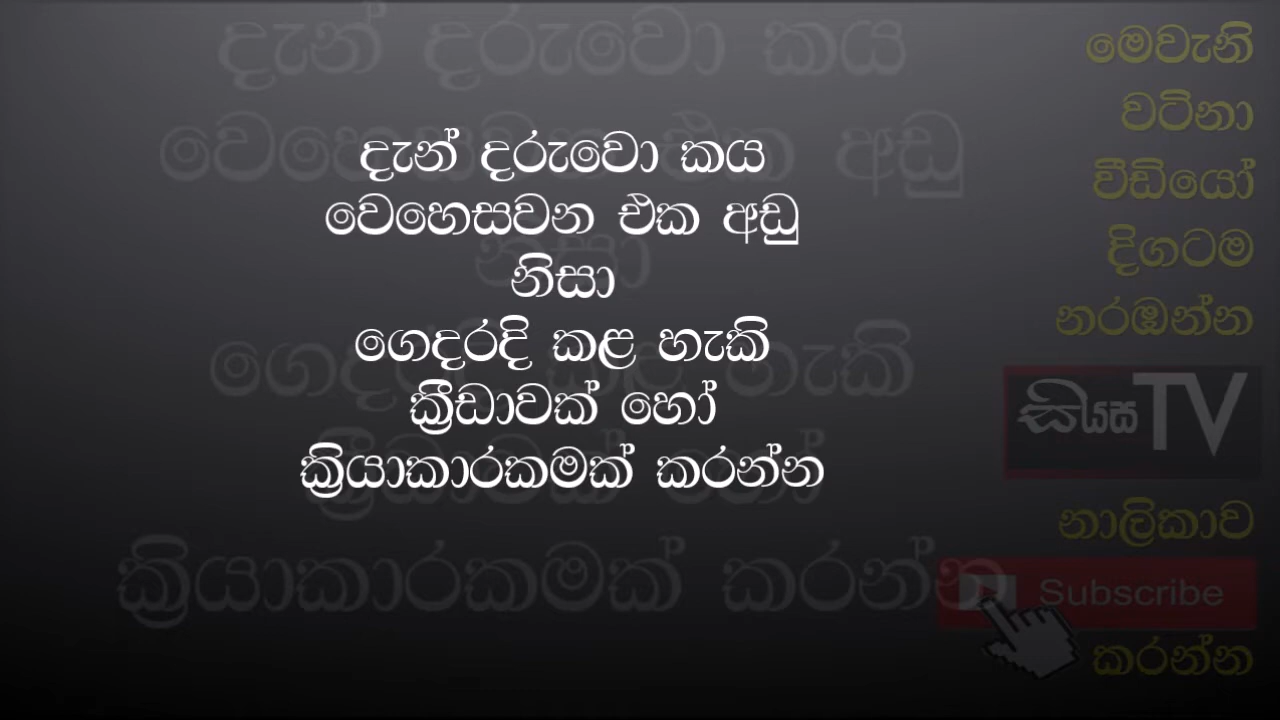 දැන් දරුවො කය
වෙහෙසවන එක අඩු
නිසා
ගෙදරදි කළ හැකි
ක්‍රීඩාවක් හෝ
ක්‍රියාකාරකමක් කරන්න
මෙවැනි
වටිනා
වීඩියෝ
දිගටම
නරඹන්න
සියස TV
නාලිකාව
Subscribe
කරන්න